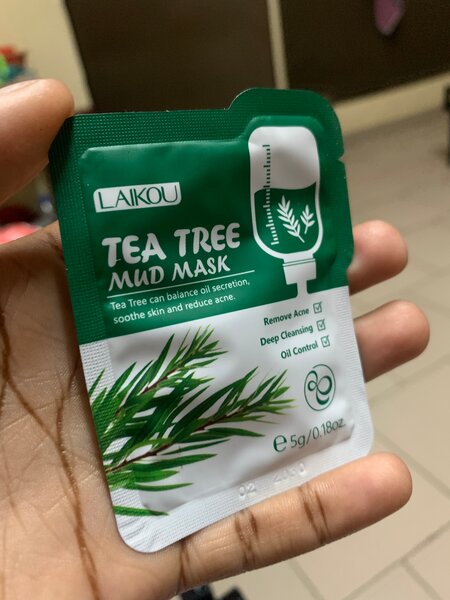 LAIKOU
TEA TREE
MUD MASK
Tea Tree can balance oil secretion,
soothe skin and reduce acne.
Remove Acne
Deep Cleansing
Oil Control
e 5g/0.18oz.